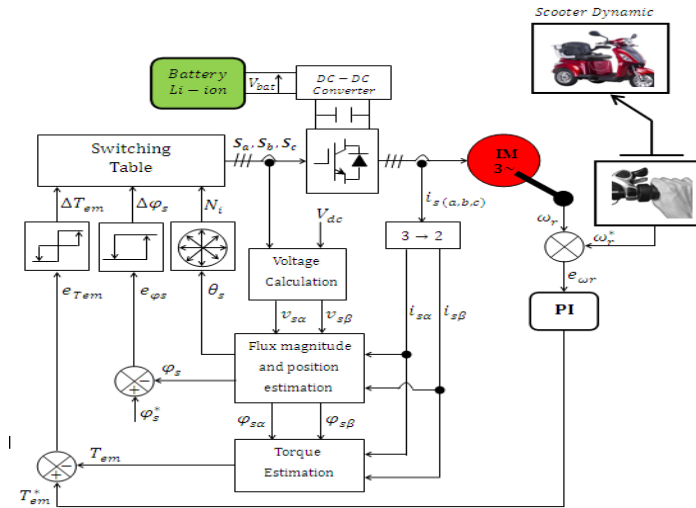 Scooter Dynamic
Battery
Li − ion
V_bat
DC − DC
Converter
Switching
Table
S_a, S_b, S_c
IM
3~
ΔT_em
Δφ_s
N_i
V_dc
i_s(a,b,c)
ω_r
ω_r^*
3 → 2
e_Tem
e_φs
θ_s
Voltage
Calculation
e_ωr
PI
v_sα
v_sβ
i_sα
i_sβ
Flux magnitude
and position
estimation
φ_s
φ_s^*
φ_sα
φ_sβ
Torque
Estimation
T_em
T_em^*